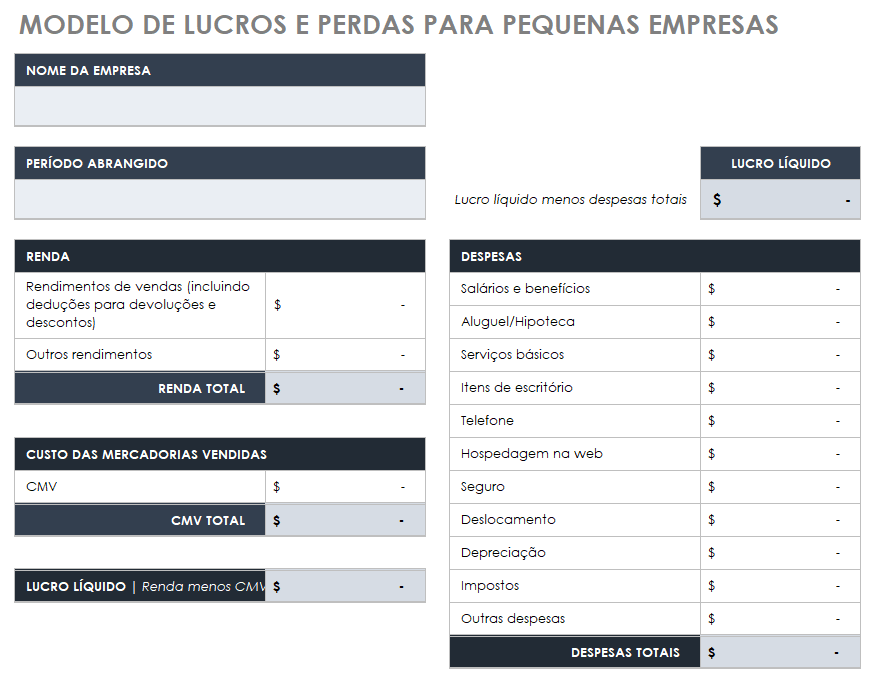 MODELO DE LUCROS E PERDAS PARA PEQUENAS EMPRESAS
NOME DA EMPRESA
PERÍODO ABRANGIDO
LUCRO LÍQUIDO
Lucro líquido menos despesas totais $ -
RENDA
Rendimentos de vendas (incluindo
deduções para devoluções e
descontos) $ -
Outros rendimentos $ -
RENDA TOTAL $ -
CUSTO DAS MERCADORIAS VENDIDAS
CMV $ -
CMV TOTAL $ -
LUCRO LÍQUIDO | Renda menos CMV $ -
DESPESAS
Salários e benefícios $ -
Aluguel/Hipoteca $ -
Serviços básicos $ -
Itens de escritório $ -
Telefone $ -
Hospedagem na web $ -
Seguro $ -
Deslocamento $ -
Depreciação $ -
Impostos $ -
Outras despesas $ -
DESPESAS TOTAIS $ -